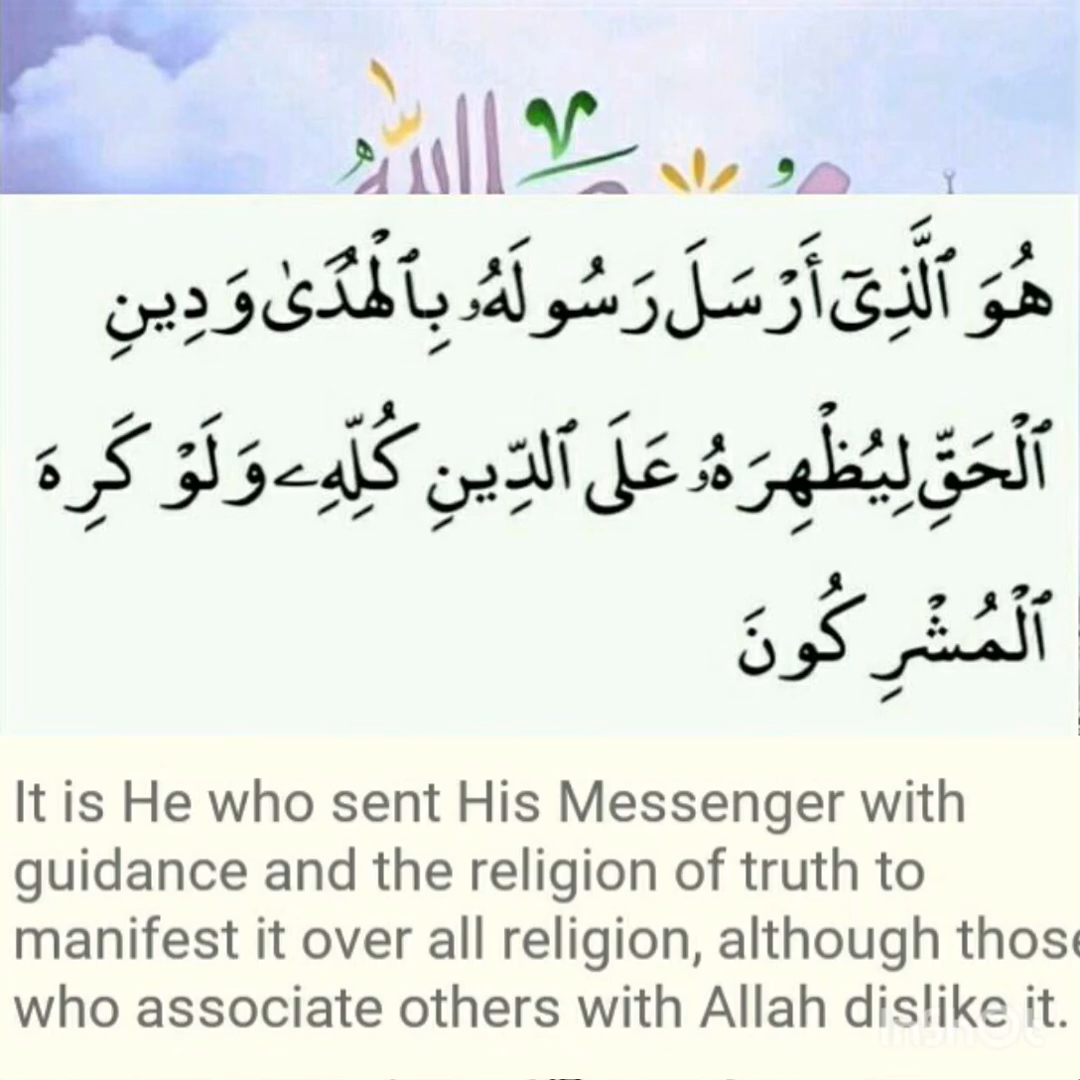 هُوَ ٱلَّذِىٓ أَرْسَلَ رَسُولَهُۥ بِٱلْهُدَىٰ وَدِينِ
ٱلْحَقِّ لِيُظْهِرَهُۥ عَلَى ٱلدِّينِ كُلِّهِۦ وَلَوْ كَرِهَ
ٱلْمُشْرِكُونَ
It is He who sent His Messenger with
guidance and the religion of truth to
manifest it over all religion, although those
who associate others with Allah dislike it.